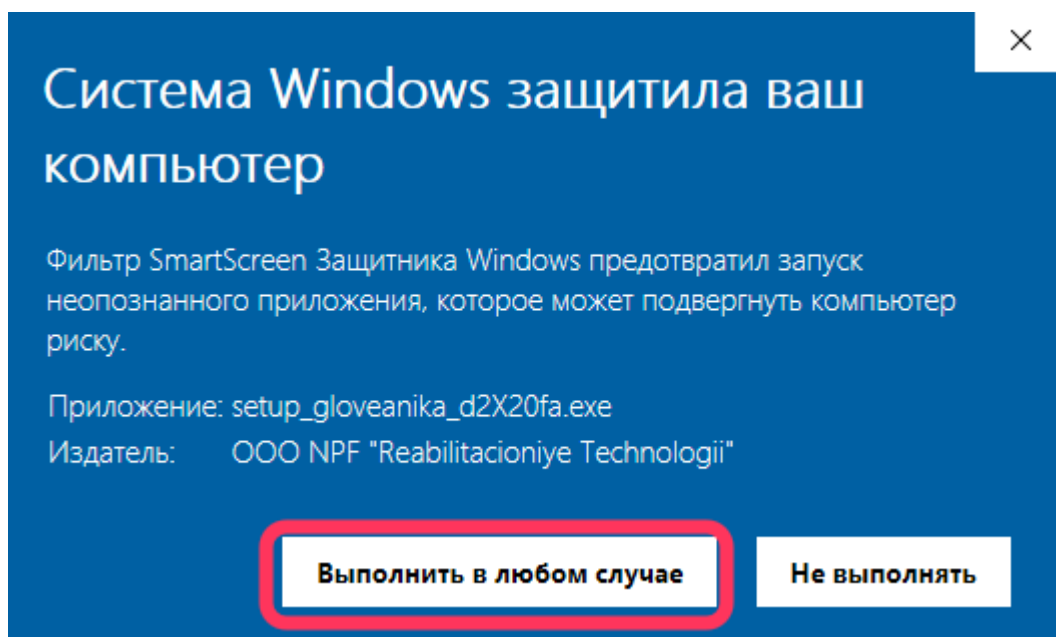 Система Windows защитила ваш
компьютер
Фильтр SmartScreen Защитника Windows предотвратил запуск
неопознанного приложения, которое может подвергнуть компьютер
риску.
Приложение: setup_gloveanika_d2X20fa.exe
Издатель: ООО NPF "Reabilitacioniye Technologii"
Выполнить в любом случае Не выполнять